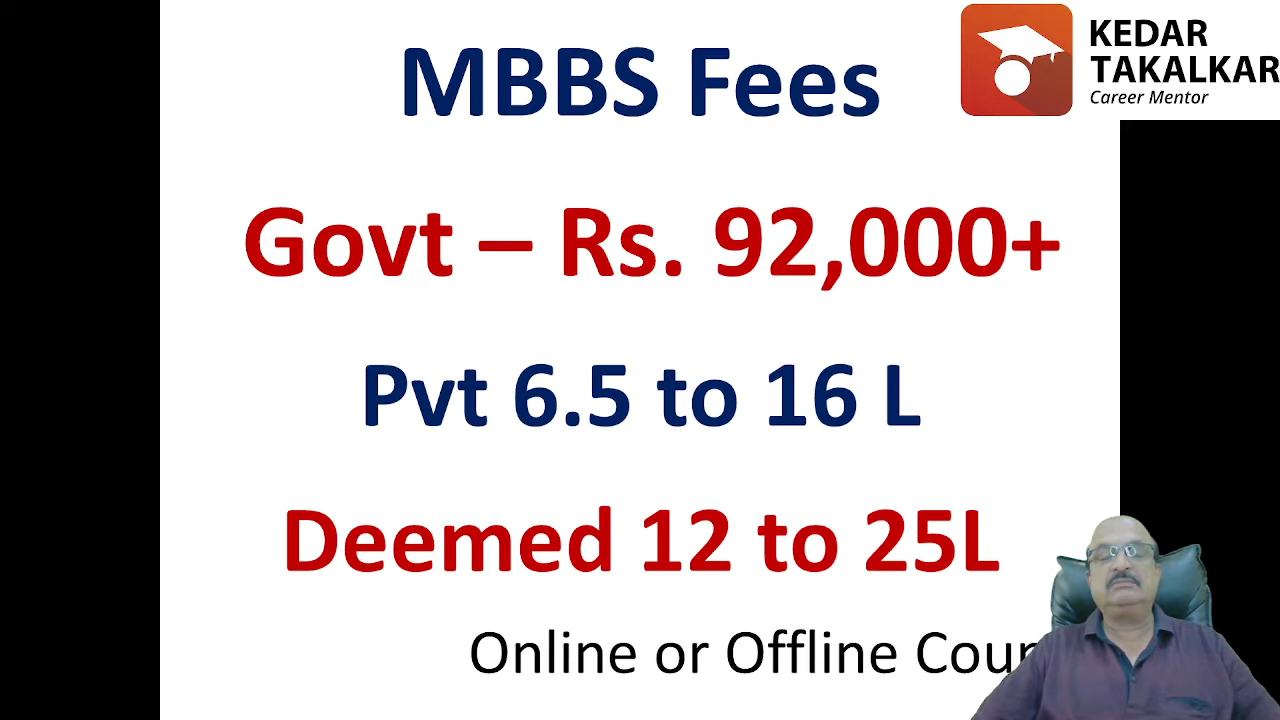 MBBS Fees
KEDAR
TAKALKAR
Career Mentor
Govt – Rs. 92,000+
Pvt 6.5 to 16 L
Deemed 12 to 25L
Online or Offline